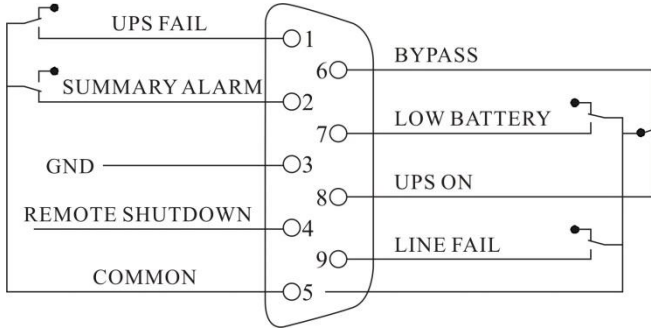 UPS FAIL 1
SUMMARY ALARM 2
GND 3
REMOTE SHUTDOWN 4
COMMON 5
6 BYPASS
7 LOW BATTERY
8 UPS ON
9 LINE FAIL